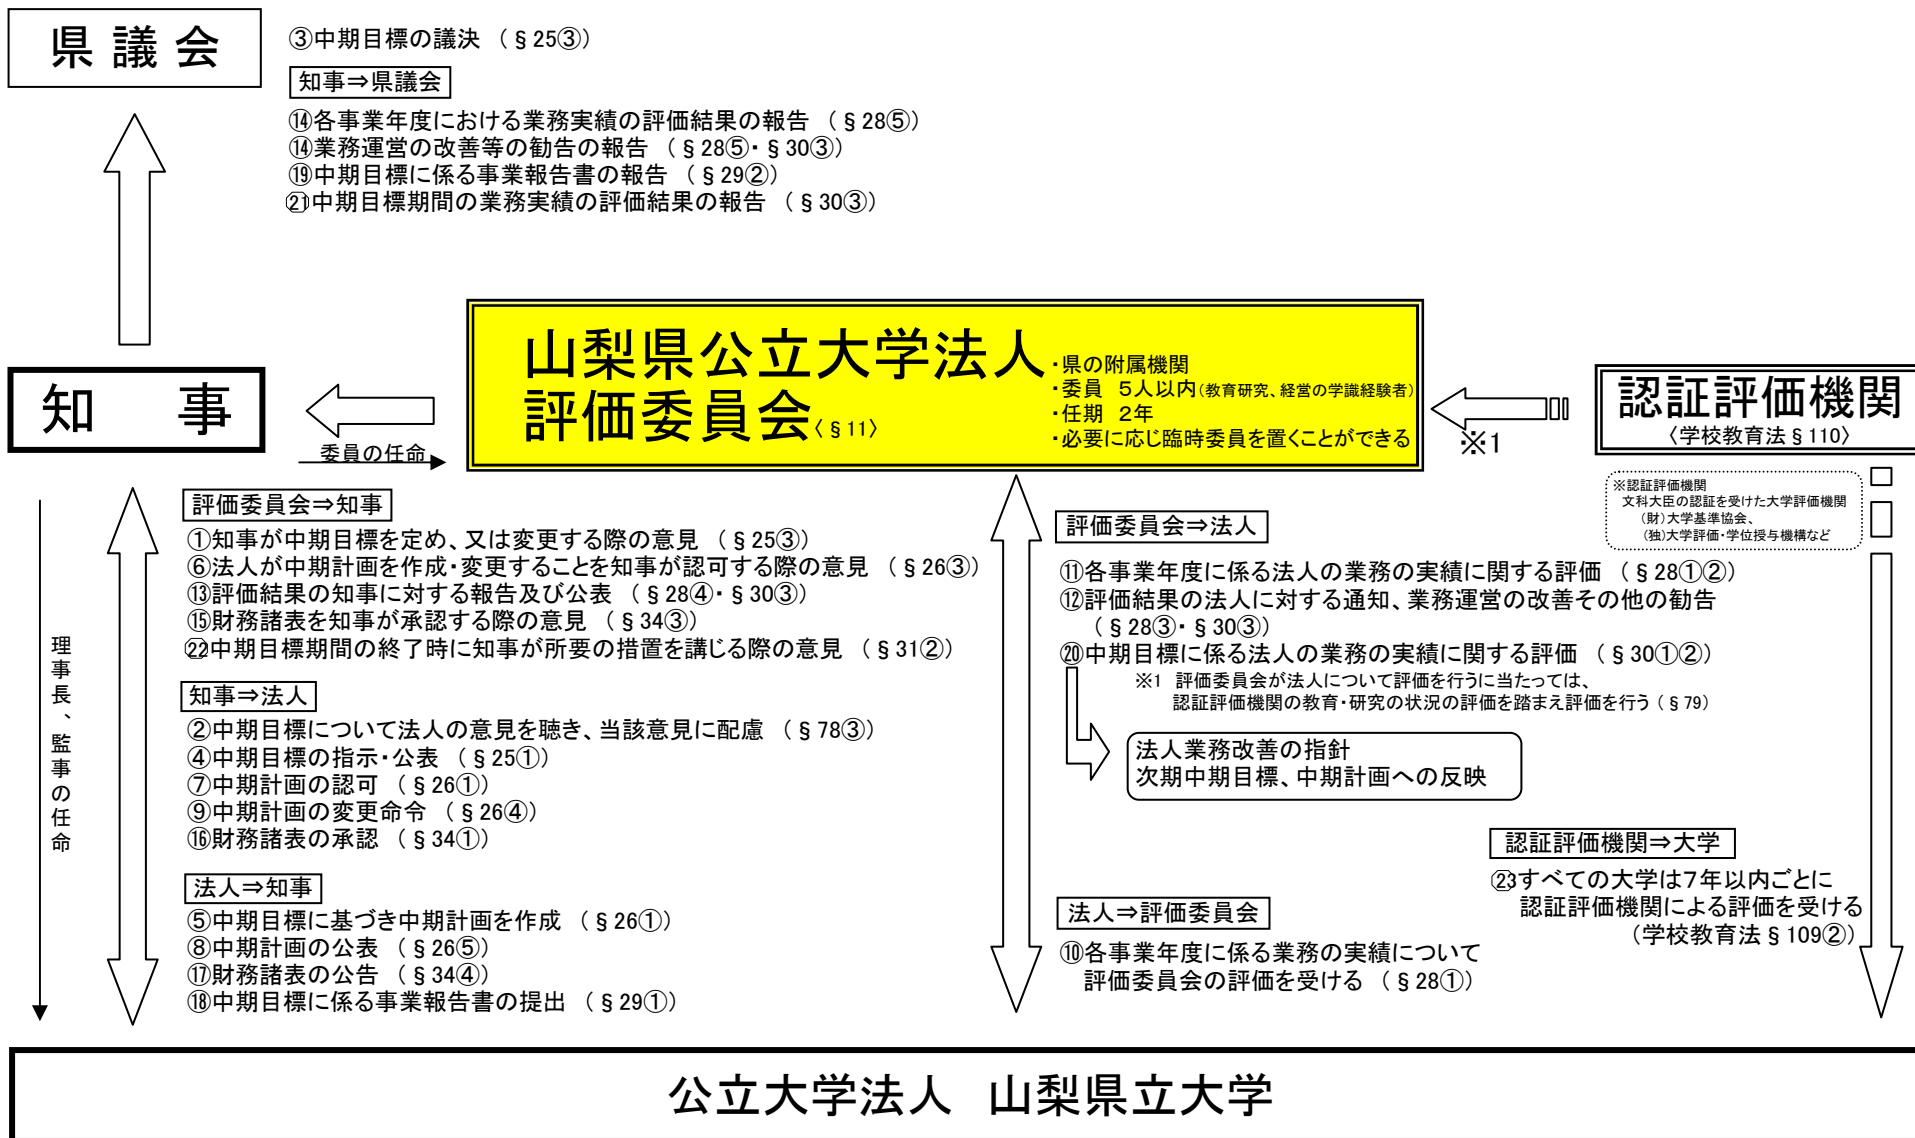 県議会
③中期目標の議決 （§25③）
知事⇒県議会
⑭各事業年度における業務実績の評価結果の報告 （§28⑤）
⑭業務運営の改善等の勧告の報告 （§28⑤・§30③）
⑲中期目標に係る事業報告書の報告 （§29②）
㉑中期目標期間の業務実績の評価結果の報告 （§30③）
知　事
委員の任命
山梨県公立大学法人
評価委員会〈§11〉
・県の附属機関
・委員　５人以内（教育研究、経営の学識経験者）
・任期　２年
・必要に応じ臨時委員を置くことができる
※１
認証評価機関
〈学校教育法§110〉
※認証評価機関
文科大臣の認証を受けた大学評価機関
（財）大学基準協会、
（独）大学評価・学位授与機構など
理事長、監事の任命
評価委員会⇒知事
①知事が中期目標を定め、又は変更する際の意見 （§25③）
⑥法人が中期計画を作成・変更することを知事が認可する際の意見 （§26③）
⑬評価結果の知事に対する報告及び公表 （§28④・§30③）
⑮財務諸表を知事が承認する際の意見 （§34③）
㉒中期目標期間の終了時に知事が所要の措置を講じる際の意見 （§31②）
知事⇒法人
②中期目標について法人の意見を聴き、当該意見に配慮 （§78③）
④中期目標の指示・公表 （§25①）
⑦中期計画の認可 （§26①）
⑨中期計画の変更命令 （§26④）
⑯財務諸表の承認 （§34①）
法人⇒知事
⑤中期目標に基づき中期計画を作成 （§26①）
⑧中期計画の公表 （§26⑤）
⑰財務諸表の公告 （§34④）
⑱中期目標に係る事業報告書の提出 （§29①）
評価委員会⇒法人
⑪各事業年度に係る法人の業務の実績に関する評価 （§28①②）
⑫評価結果の法人に対する通知、業務運営の改善その他の勧告
（§28③・§30③）
⑳中期目標に係る法人の業務の実績に関する評価 （§30①②）
※１　評価委員会が法人について評価を行うに当たっては、
認証評価機関の教育・研究の状況の評価を踏まえ評価を行う（§79）
法人業務改善の指針
次期中期目標、中期計画への反映
法人⇒評価委員会
⑩各事業年度に係る業務の実績について
評価委員会の評価を受ける （§28①）
認証評価機関⇒大学
㉓すべての大学は７年以内ごとに
認証評価機関による評価を受ける
（学校教育法§109②）
公立大学法人　山梨県立大学